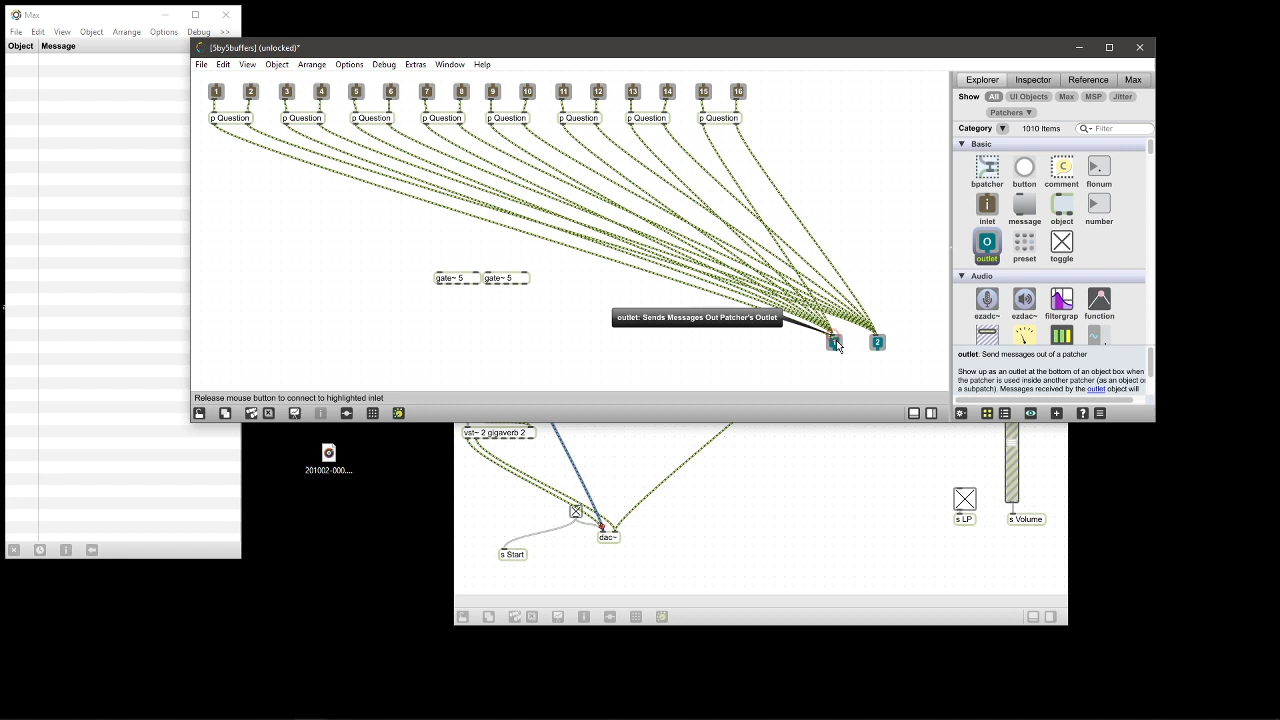 Max
File Edit View Object Arrange Options Debug >>
Object Message
[5by5buffers] (unlocked)*
File Edit View Object Arrange Options Debug Extras Window Help
1 2 3 4 5 6 7 8 9 10 11 12 13 14 15 16
p Question p Question p Question p Question p Question p Question p Question p Question
gate~ 5 gate~ 5
outlet: Sends Messages Out Patcher's Outlet
2
Release mouse button to connect to highlighted inlet
Explorer Inspector Reference Max
Show All UI Objects Max MSP Jitter
Patchers ▼
Category ▼ 1010 Items Filter
▼ Basic
bpatcher button comment flonum
inlet message object number
outlet preset toggle
▼ Audio
ezadc~ ezdac~ filtergrap function
outlet: Send messages out of a patcher
Show up as an outlet at the bottom of an object box when
the patcher is used inside another patcher (as an object or
a subpatch). Messages received by the outlet object will
201002-000....
vst~ 2 gigaverb 2
dac~
s Start
s LP
s Volume